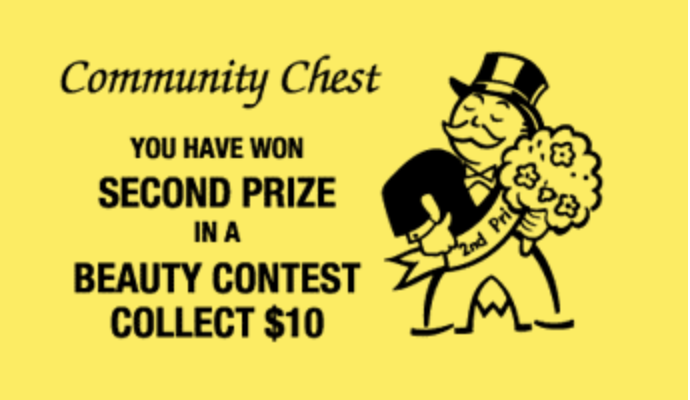 Community Chest
YOU HAVE WON
SECOND PRIZE
IN A
BEAUTY CONTEST
COLLECT $10
2nd Pri